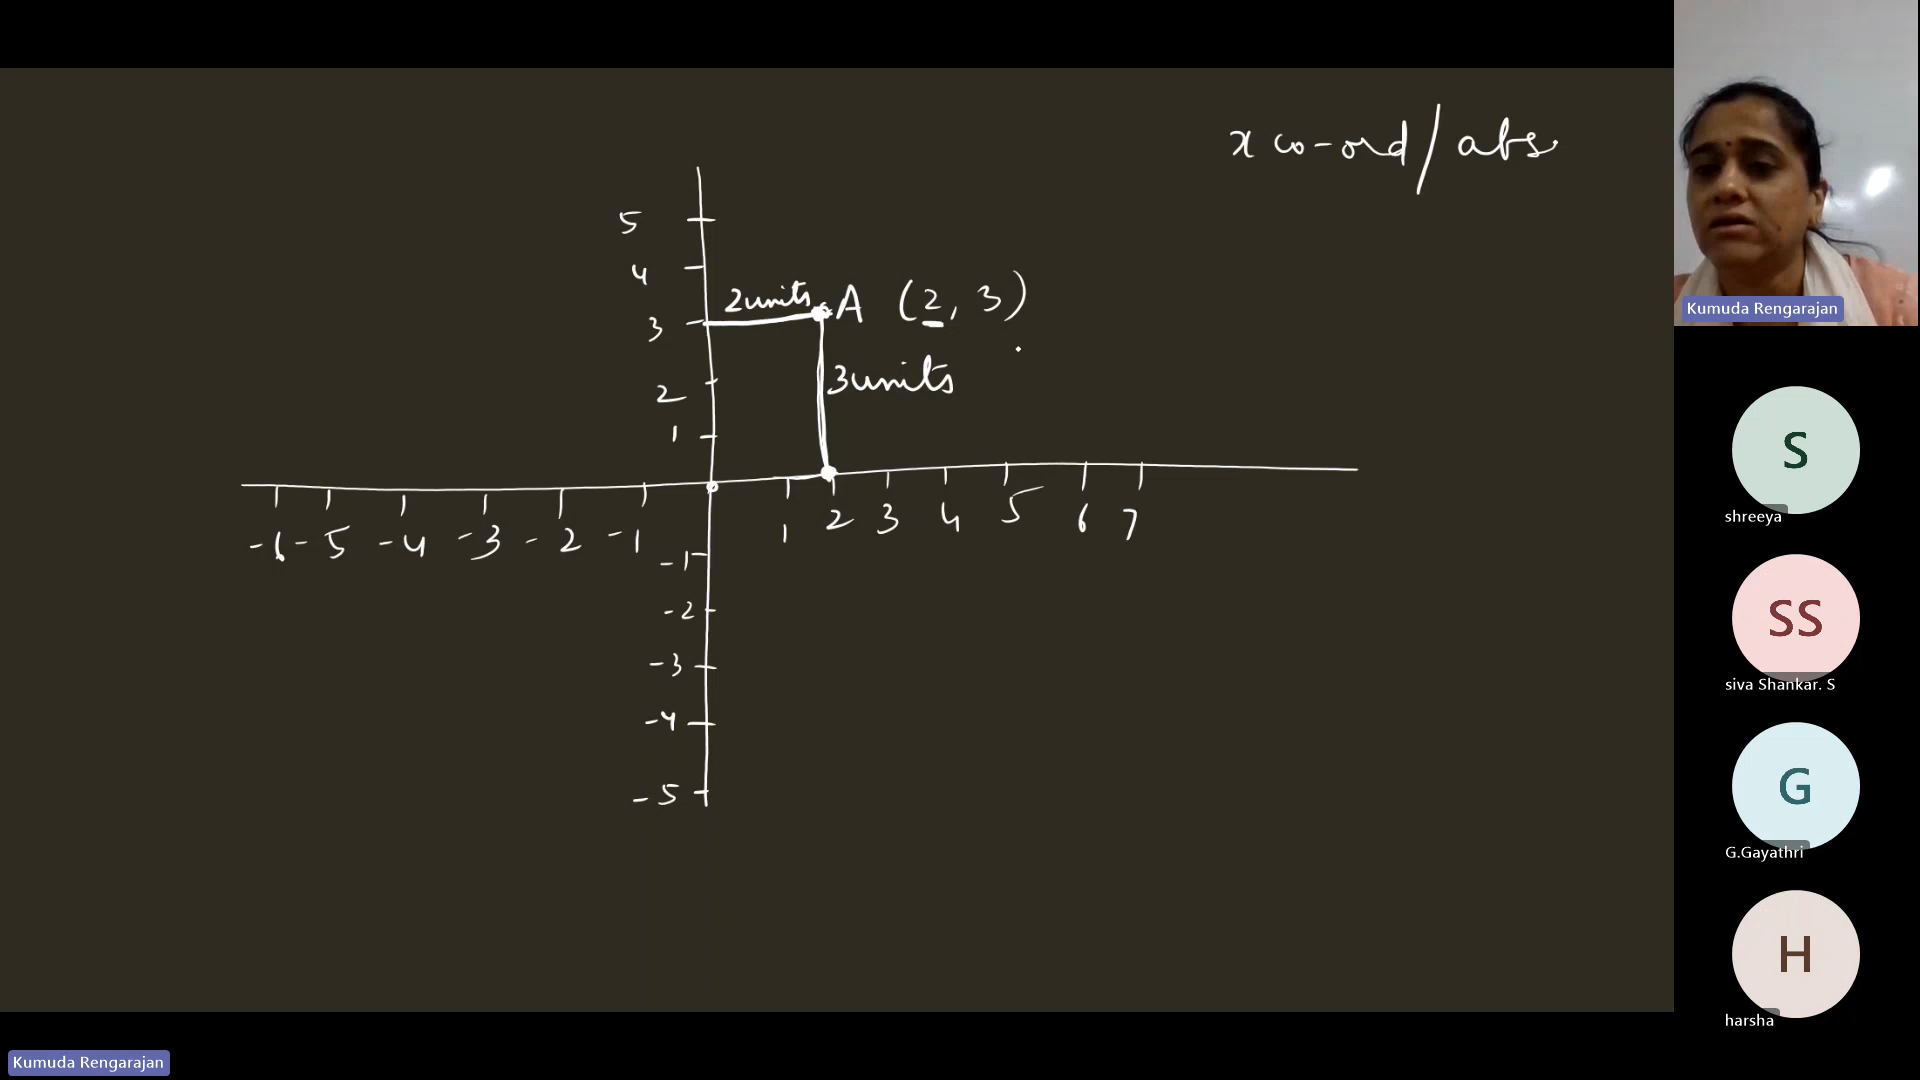 x co-ord/abs
5
4
2units A (2, 3)
3
3units
2
1
-6 -5 -4 -3 -2 -1 1 2 3 4 5 6 7
-1
-2
-3
-4
-5
Kumuda Rengarajan
S
shreeya
SS
siva Shankar. S
G
G.Gayathri
H
harsha
Kumuda Rengarajan